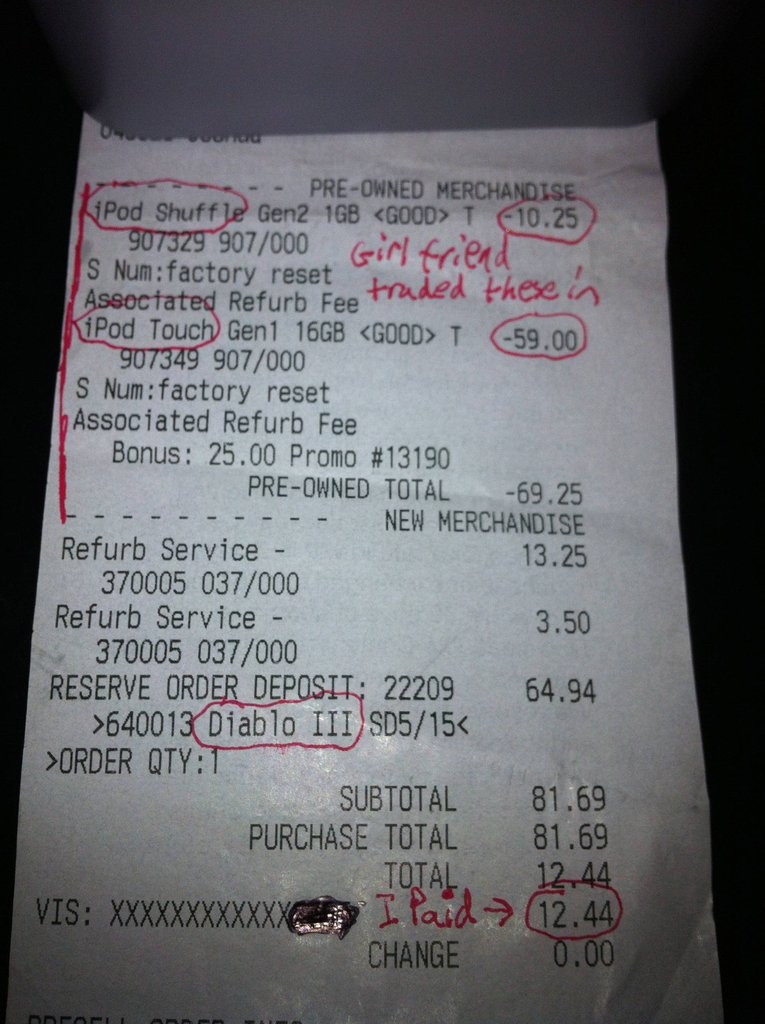 - - - - - - - PRE-OWNED MERCHANDISE
iPod Shuffle Gen2 1GB <GOOD> T -10.25
907329 907/000
Girl friend
S Num:factory reset
traded these in
Associated Refurb Fee
iPod Touch Gen1 16GB <GOOD> T -59.00
907349 907/000
S Num:factory reset
Associated Refurb Fee
Bonus: 25.00 Promo #13190
PRE-OWNED TOTAL -69.25
- - - - - - - - - - NEW MERCHANDISE
Refurb Service - 13.25
370005 037/000
Refurb Service - 3.50
370005 037/000
RESERVE ORDER DEPOSIT: 22209 64.94
>640013 Diablo III SD5/15<
>ORDER QTY:1
SUBTOTAL 81.69
PURCHASE TOTAL 81.69
TOTAL 12.44
VIS: XXXXXXXXXXXX I Paid → 12.44
CHANGE 0.00